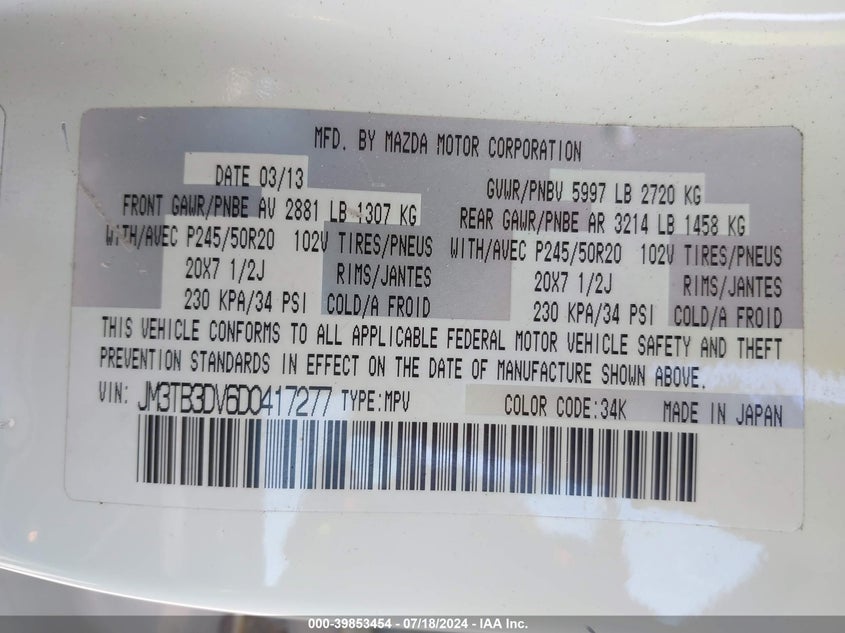 MFD. BY MAZDA MOTOR CORPORATION
DATE 03/13 GVWR/PNBV 5997 LB 2720 KG
FRONT GAWR/PNBE AV 2881 LB 1307 KG REAR GAWR/PNBE AR 3214 LB 1458 KG
WITH/AVEC P245/50R20 102V TIRES/PNEUS WITH/AVEC P245/50R20 102V TIRES/PNEUS
20X7 1/2J RIMS/JANTES 20X7 1/2J RIMS/JANTES
230 KPA/34 PSI COLD/A FROID 230 KPA/34 PSI COLD/A FROID
THIS VEHICLE CONFORMS TO ALL APPLICABLE FEDERAL MOTOR VEHICLE SAFETY AND THEFT
PREVENTION STANDARDS IN EFFECT ON THE DATE OF MANUFACTURE SHOWN ABOVE.
VIN: JM3TB3DV6D0417277 TYPE:MPV COLOR CODE:34K MADE IN JAPAN
000-39853454 - 07/18/2024 - IAA Inc.